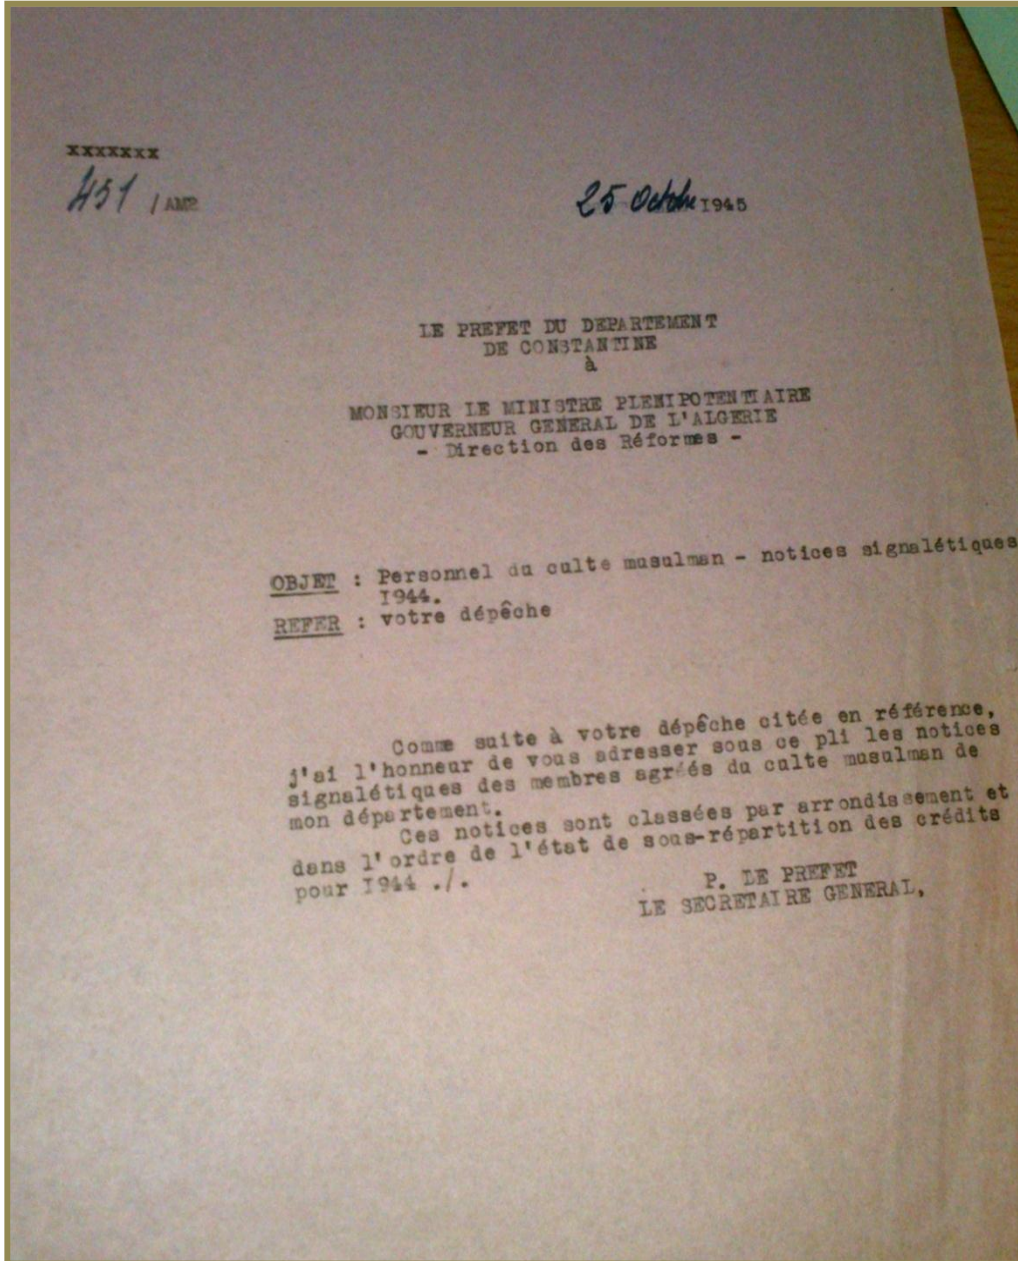 xxxxxxx
451 / AM2
25 Octobre 1945
LE PREFET DU DEPARTEMENT
DE CONSTANTINE
à
MONSIEUR LE MINISTRE PLENIPOTENTIAIRE
GOUVERNEUR GENERAL DE L'ALGERIE
- Direction des Réformes -
OBJET : Personnel du culte musulman - notices signalétiques
1944.
REFER : votre dépêche
Comme suite à votre dépêche citée en référence,
j'ai l'honneur de vous adresser sous ce pli les notices
signalétiques des membres agréés du culte musulman de
mon département.
Ces notices sont classées par arrondissement et
dans l'ordre de l'état de sous-répartition des crédits
pour 1944 ./.
P. LE PREFET
LE SECRETAIRE GENERAL,